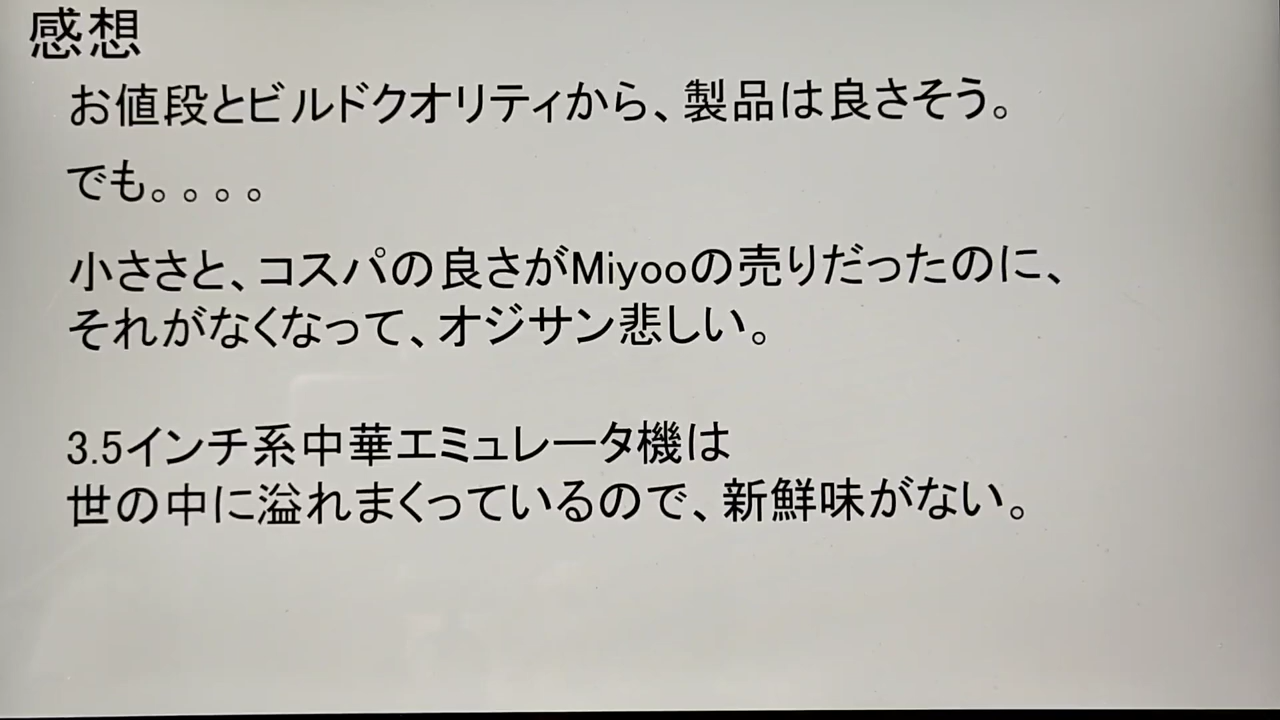 感想
お値段とビルドクオリティから、製品は良さそう。
でも。。。。
小ささと、コスパの良さがMiyooの売りだったのに、
それがなくなって、オジサン悲しい。
3.5インチ系中華エミュレータ機は
世の中に溢れまくっているので、新鮮味がない。